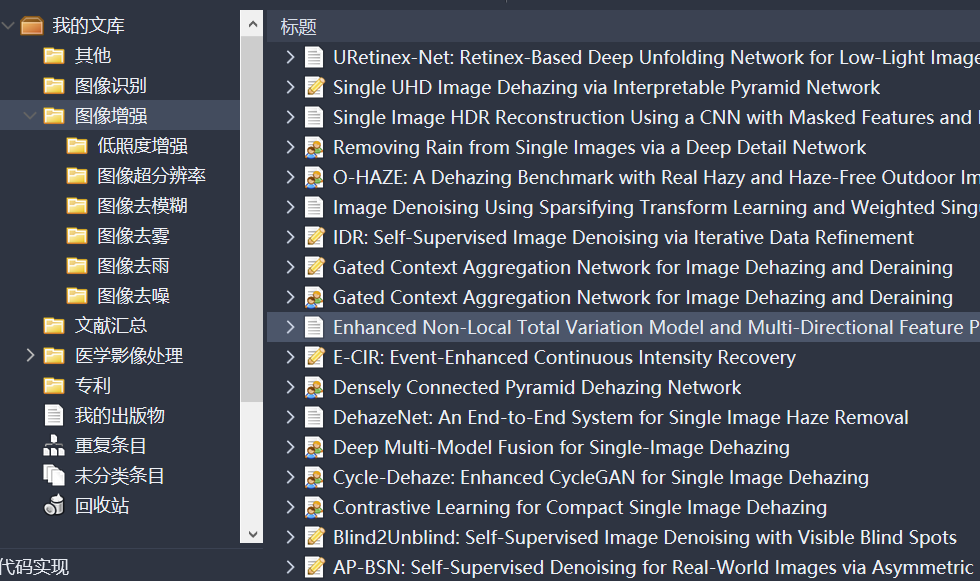 我的文库
其他
图像识别
图像增强
低照度增强
图像超分辨率
图像去模糊
图像去雾
图像去雨
图像去噪
文献汇总
医学影像处理
专利
我的出版物
重复条目
未分类条目
回收站
代码实现
标题
URetinex-Net: Retinex-Based Deep Unfolding Network for Low-Light Image
Single UHD Image Dehazing via Interpretable Pyramid Network
Single Image HDR Reconstruction Using a CNN with Masked Features and
Removing Rain from Single Images via a Deep Detail Network
O-HAZE: A Dehazing Benchmark with Real Hazy and Haze-Free Outdoor Im
Image Denoising Using Sparsifying Transform Learning and Weighted Sing
IDR: Self-Supervised Image Denoising via Iterative Data Refinement
Gated Context Aggregation Network for Image Dehazing and Deraining
Gated Context Aggregation Network for Image Dehazing and Deraining
Enhanced Non-Local Total Variation Model and Multi-Directional Feature P
E-CIR: Event-Enhanced Continuous Intensity Recovery
Densely Connected Pyramid Dehazing Network
DehazeNet: An End-to-End System for Single Image Haze Removal
Deep Multi-Model Fusion for Single-Image Dehazing
Cycle-Dehaze: Enhanced CycleGAN for Single Image Dehazing
Contrastive Learning for Compact Single Image Dehazing
Blind2Unblind: Self-Supervised Image Denoising with Visible Blind Spots
AP-BSN: Self-Supervised Denoising for Real-World Images via Asymmetric